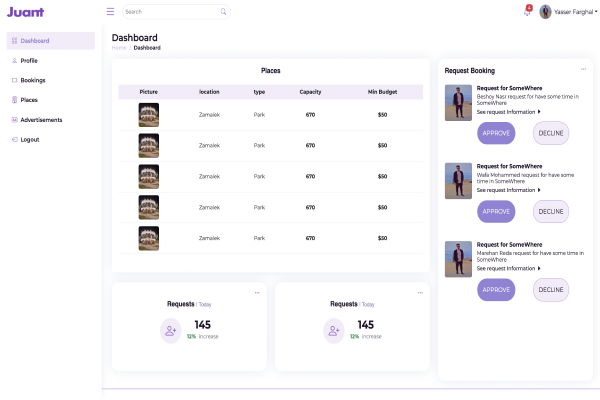 Juant
Search
4
Yasser Farghal
Dashboard
Profile
Bookings
Places
Advertisements
Logout
Dashboard
Home / Dashboard
Places
Picture location type Capacity Min Budget
Zamalek Park 670 $50
Zamalek Park 670 $50
Zamalek Park 670 $50
Zamalek Park 670 $50
Zamalek Park 670 $50
Requests | Today
145
12% increase
Requests | Today
145
12% increase
Request Booking
Request for SomeWhere
Beshoy Nasr request for have some time in
SomeWhere
See request Information
APPROVE DECLINE
Request for SomeWhere
Wafa Mohammed request for have some
time in SomeWhere
See request Information
APPROVE DECLINE
Request for SomeWhere
Marehan Reda request for have some time in
SomeWhere
See request Information
APPROVE DECLINE